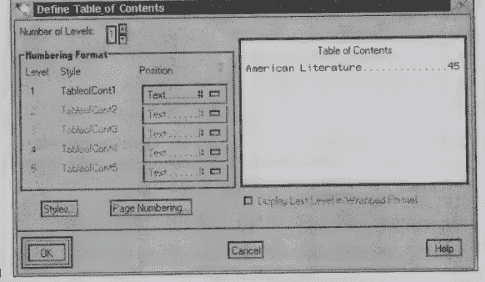 Define Table of Contents
Number of Levels: 1
Numbering Format
Level Style Position
1 TableofCont1 Text........#
2 TableofCont2 Text........#
3 TableofCont3 Text........#
4 TableofCont4 Text........#
5 TableofCont5 Text........#
Table of Contents
American Literature.............45
Display Last Level in Wrapped Format
Styles... Page Numbering...
OK Cancel Help